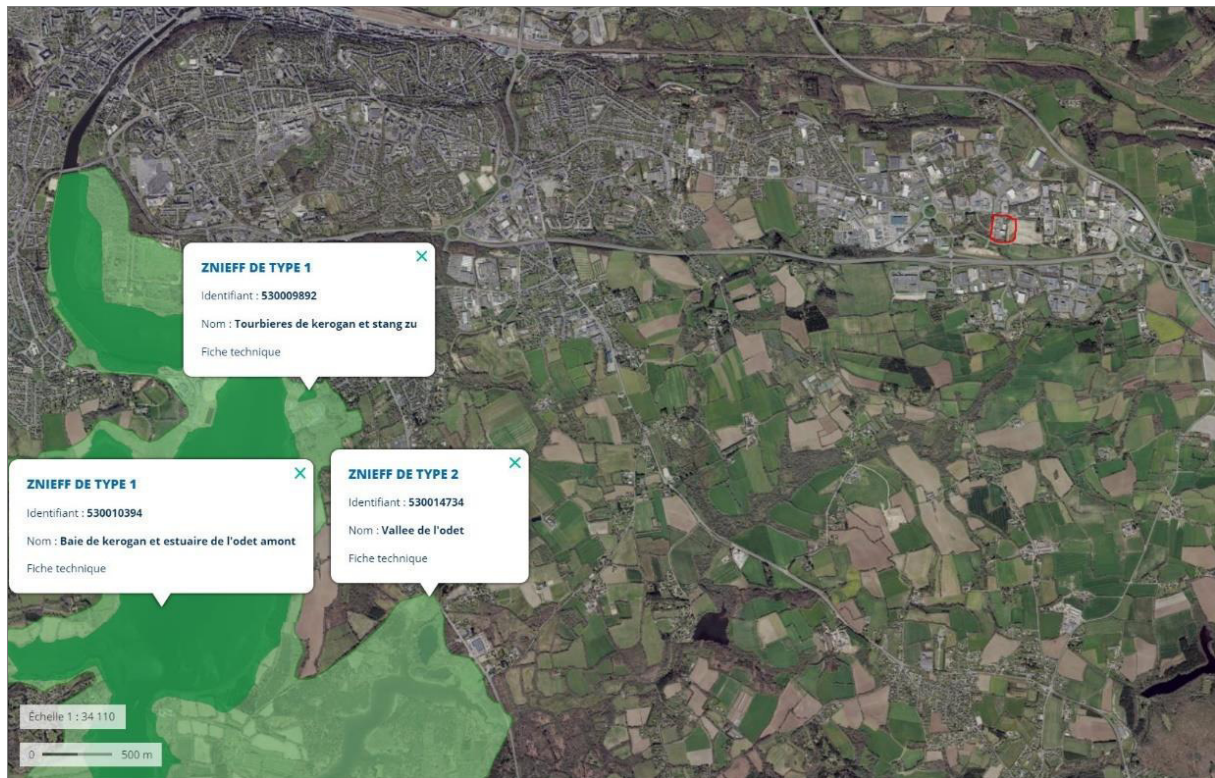 ZNIEFF DE TYPE 1
Identifiant : 530009892
Nom : Tourbieres de kerogan et stang zu
Fiche technique
ZNIEFF DE TYPE 1
Identifiant : 530010394
Nom : Baie de kerogan et estuaire de l'odet amont
Fiche technique
ZNIEFF DE TYPE 2
Identifiant : 530014734
Nom : Vallee de l'odet
Fiche technique
Échelle 1 : 34 110
0 500 m